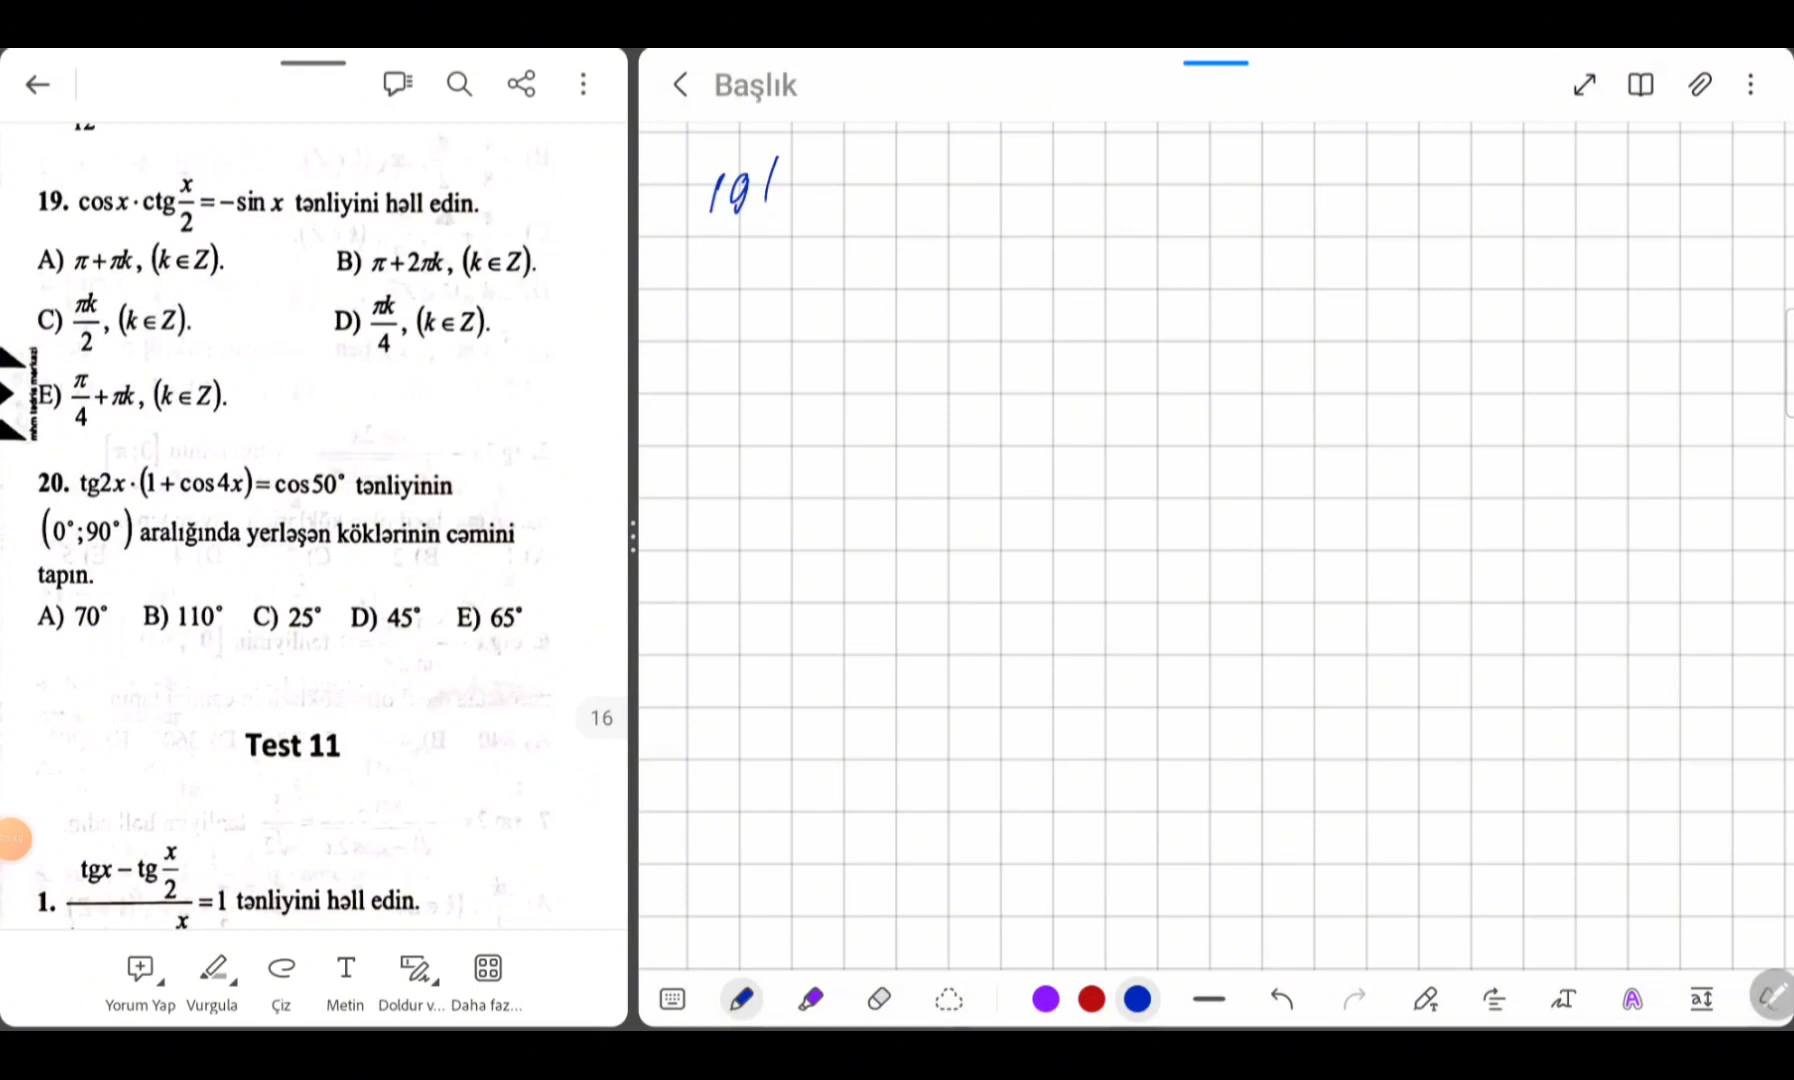 Başlık
19. cosx · ctg x/2 = −sin x tənliyini həll edin.
A) π + πk, (k ∈ Z). B) π + 2πk, (k ∈ Z).
C) πk/2, (k ∈ Z). D) πk/4, (k ∈ Z).
E) π/4 + πk, (k ∈ Z).
20. tg2x · (1 + cos4x) = cos50° tənliyinin
(0°; 90°) aralığında yerləşən köklərinin cəmini
tapın.
A) 70° B) 110° C) 25° D) 45° E) 65°
16
Test 11
1. (tgx − tg x/2) / x = 1 tənliyini həll edin.
Yorum Yap Vurgula Çiz Metin Doldur v... Daha faz...
19